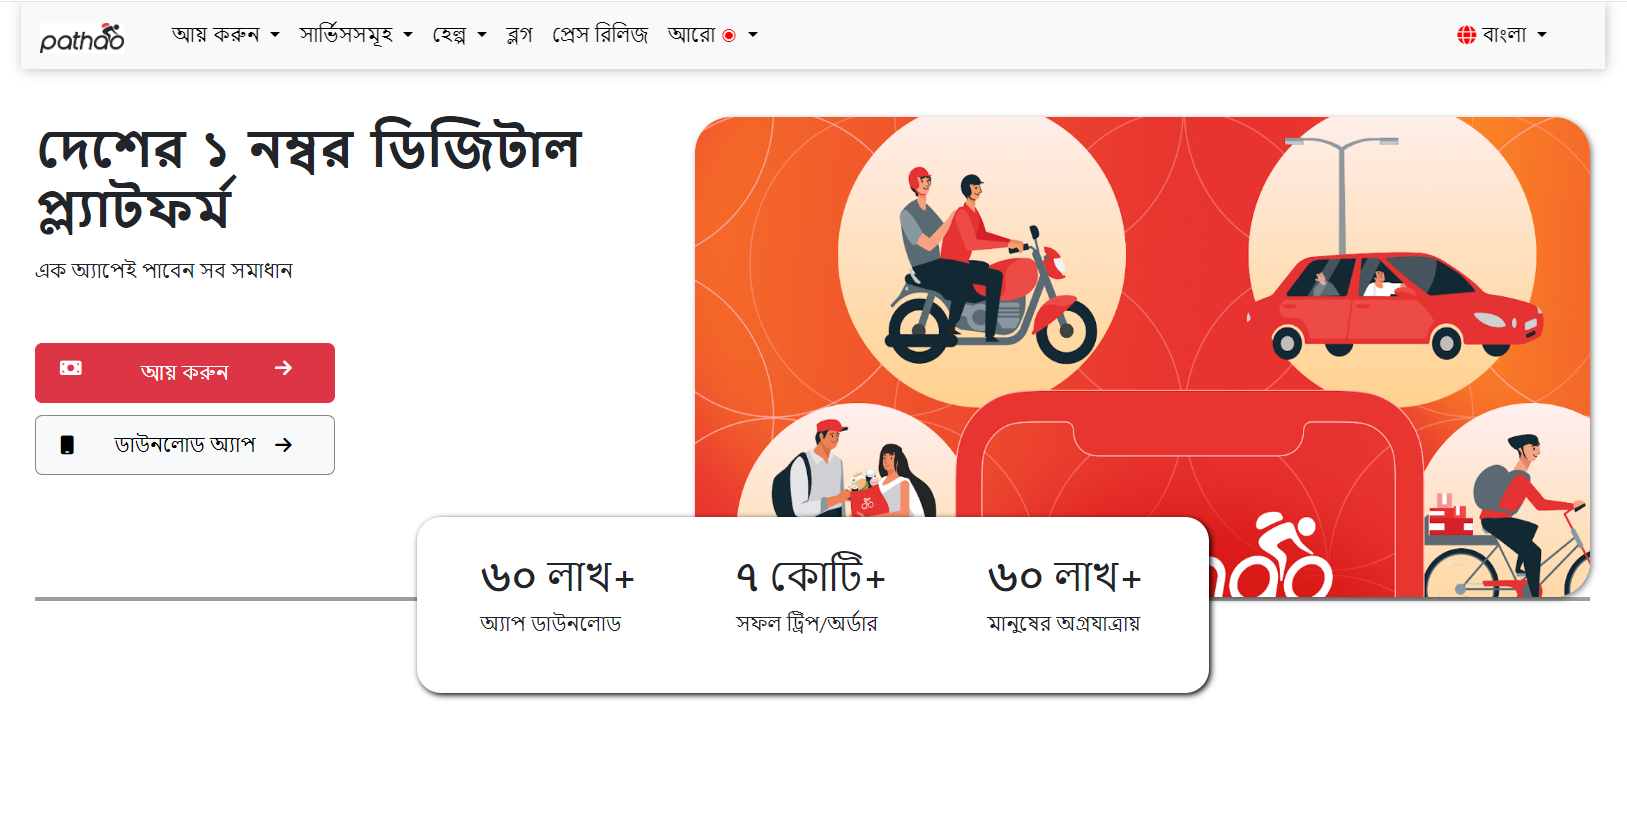 pathao
আয় করুন
সার্ভিসসমূহ
হেল্প
ব্লগ
প্রেস রিলিজ
আরো
বাংলা
দেশের ১ নম্বর ডিজিটাল
প্ল্যাটফর্ম
এক অ্যাপেই পাবেন সব সমাধান
আয় করুন
ডাউনলোড অ্যাপ
৬০ লাখ+
৭ কোটি+
৬০ লাখ+
অ্যাপ ডাউনলোড
সফল ট্রিপ/অর্ডার
মানুষের অগ্রযাত্রায়